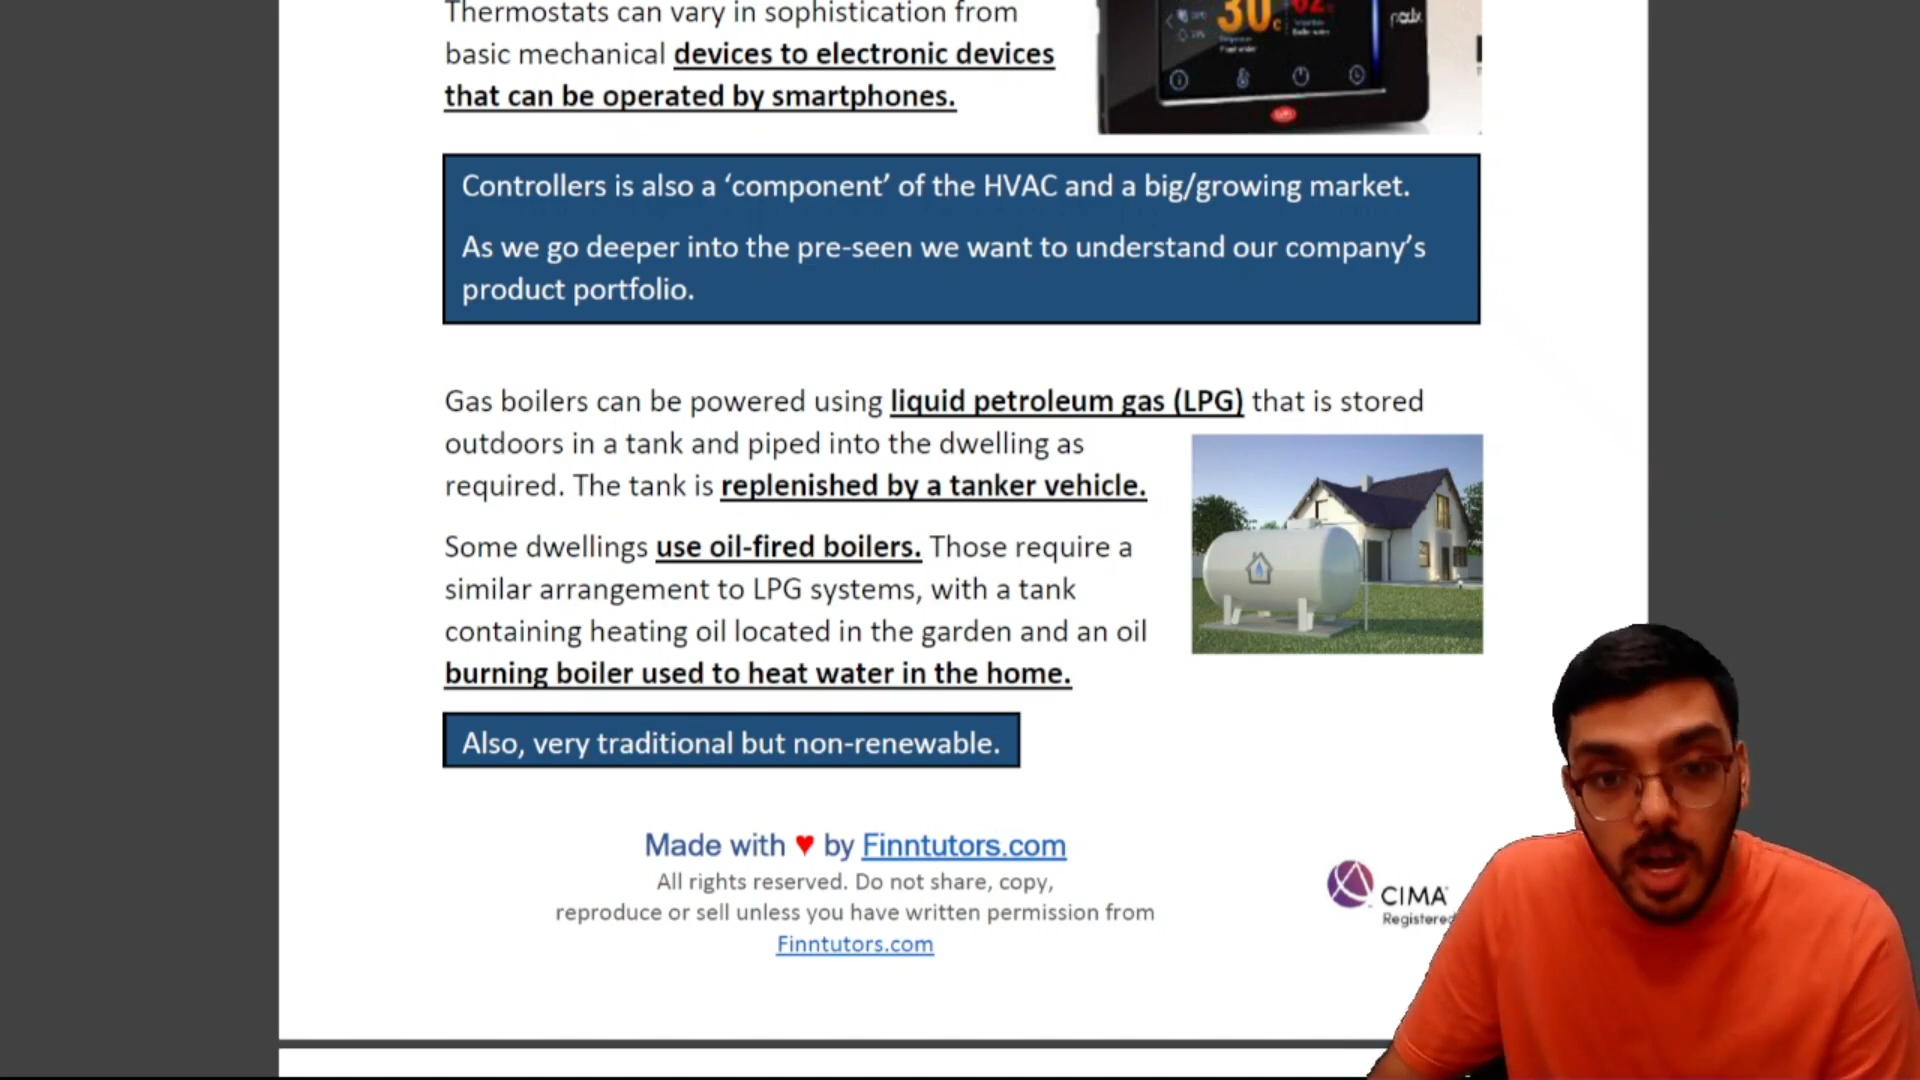 Thermostats can vary in sophistication from
basic mechanical devices to electronic devices
that can be operated by smartphones.
30c
Controllers is also a ‘component’ of the HVAC and a big/growing market.
As we go deeper into the pre-seen we want to understand our company’s
product portfolio.
Gas boilers can be powered using liquid petroleum gas (LPG) that is stored
outdoors in a tank and piped into the dwelling as
required. The tank is replenished by a tanker vehicle.
Some dwellings use oil-fired boilers. Those require a
similar arrangement to LPG systems, with a tank
containing heating oil located in the garden and an oil
burning boiler used to heat water in the home.
Also, very traditional but non-renewable.
Made with ♥ by Finntutors.com
All rights reserved. Do not share, copy,
reproduce or sell unless you have written permission from
Finntutors.com
CIMA
Registered